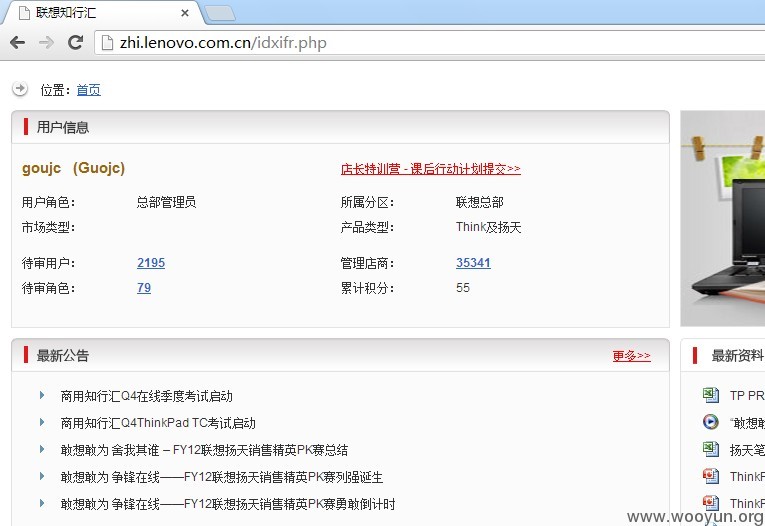 联想知行汇
zhi.lenovo.com.cn/idxifr.php
位置：首页
用户信息
goujc (Guojc)
店长特训营 - 课后行动计划提交>>
用户角色： 总部管理员 所属分区： 联想总部
市场类型： 产品类型： Think及扬天
待审用户： 2195 管理店商： 35341
待审角色： 79 累计积分： 55
最新公告 更多>> 最新资料
商用知行汇Q4在线季度考试启动
TP PR
商用知行汇Q4ThinkPad TC考试启动
“敢想敢
敢想敢为 舍我其谁 – FY12联想扬天销售精英PK赛总结
扬天笔
敢想敢为 争锋在线——FY12联想扬天销售精英PK赛列强诞生
ThinkP
敢想敢为 争锋在线——FY12联想扬天销售精英PK赛勇敢倒计时
ThinkP
www.wooyun.org